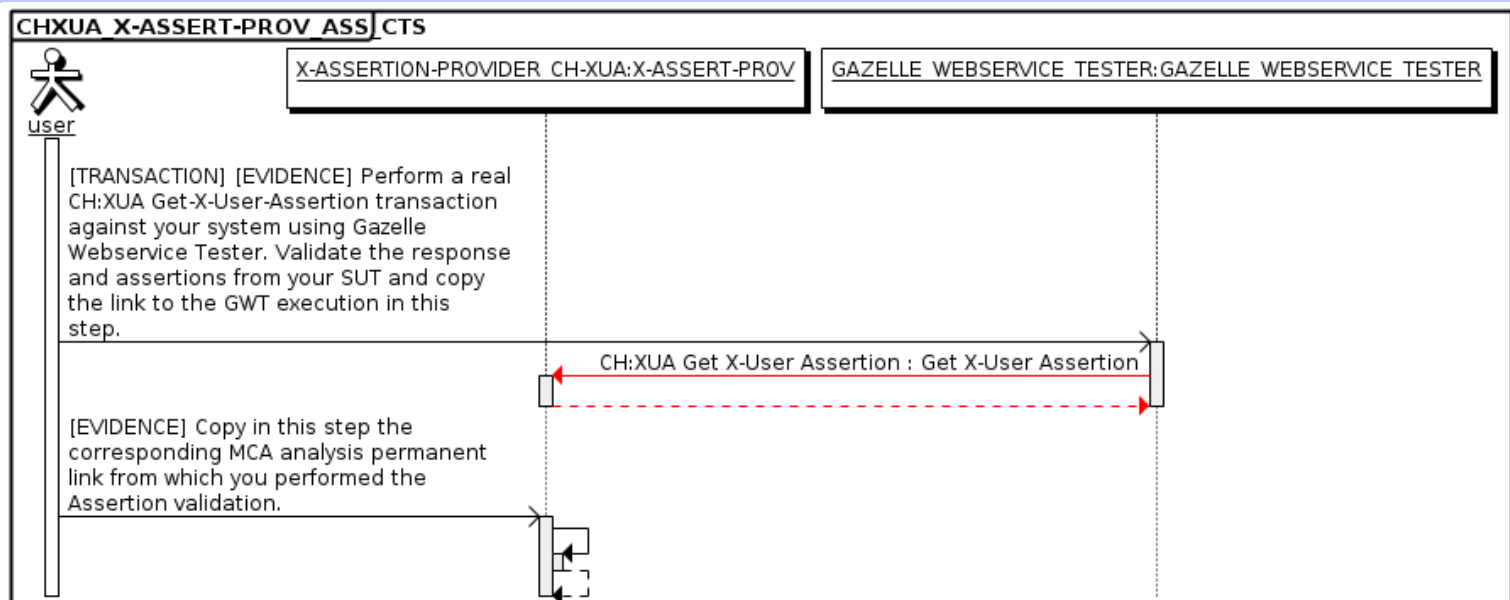 CHXUA_X-ASSERT-PROV_ASS_CTS
X-ASSERTION-PROVIDER_CH-XUA:X-ASSERT-PROV
GAZELLE_WEBSERVICE_TESTER:GAZELLE_WEBSERVICE_TESTER
user
[TRANSACTION] [EVIDENCE] Perform a real
CH:XUA Get-X-User-Assertion transaction
against your system using Gazelle
Webservice Tester. Validate the response
and assertions from your SUT and copy
the link to the GWT execution in this
step.
CH:XUA Get X-User Assertion : Get X-User Assertion
[EVIDENCE] Copy in this step the
corresponding MCA analysis permanent
link from which you performed the
Assertion validation.